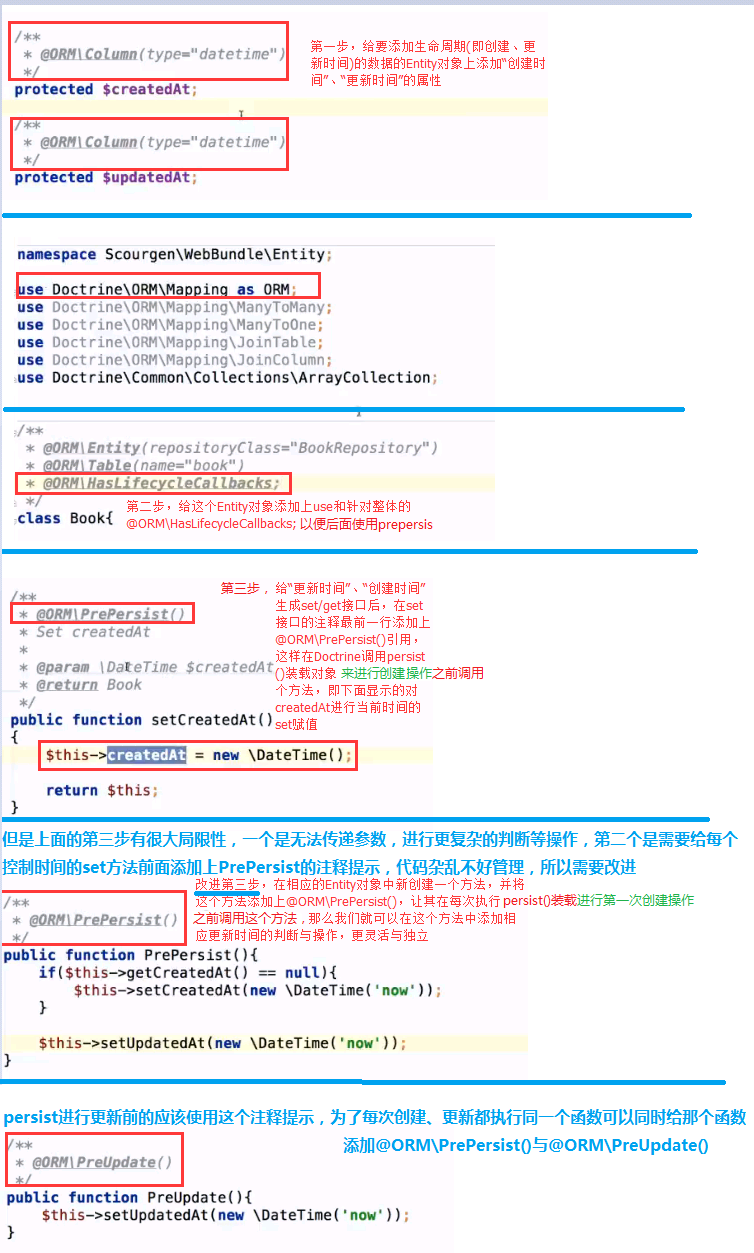 /**
 * @ORM\Column(type="datetime")
 */
protected $createdAt;
第一步，给要添加生命周期(即创建、更
新时间)的数据的Entity对象上添加“创建时
间”、“更新时间”的属性
/**
 * @ORM\Column(type="datetime")
 */
protected $updatedAt;
namespace Scourgen\WebBundle\Entity;
use Doctrine\ORM\Mapping as ORM;
use Doctrine\ORM\Mapping\ManyToMany;
use Doctrine\ORM\Mapping\ManyToOne;
use Doctrine\ORM\Mapping\JoinTable;
use Doctrine\ORM\Mapping\JoinColumn;
use Doctrine\Common\Collections\ArrayCollection;
/**
 * @ORM\Entity(repositoryClass="BookRepository")
 * @ORM\Table(name="book")
 * @ORM\HasLifecycleCallbacks;
 */
class Book{
第二步，给这个Entity对象添加上use和针对整体的
@ORM\HasLifecycleCallbacks; 以便后面使用prepersis
/**
 * @ORM\PrePersist()
 * Set createdAt
 *
 * @param \DateTime $createdAt
 * @return Book
 */
public function setCreatedAt()
{
    $this->createdAt = new \DateTime();
    return $this;
}
第三步，给“更新时间”、“创建时间”
生成set/get接口后，在set
接口的注释最前一行添加上
@ORM\PrePersist()引用，
这样在Doctrine调用persist
()装载对象 来进行创建操作之前调用
个方法，即下面显示的对
createdAt进行当前时间的
set赋值
但是上面的第三步有很大局限性，一个是无法传递参数，进行更复杂的判断等操作，第二个是需要给每个
控制时间的set方法前面添加上PrePersist的注释提示，代码杂乱不好管理，所以需要改进
改进第三步，在相应的Entity对象中新创建一个方法，并将
这个方法添加上@ORM\PrePersist()，让其在每次执行 persist()装载进行第一次创建操作
之前调用这个方法，那么我们就可以在这个方法中添加相
应更新时间的判断与操作，更灵活与独立
/**
 * @ORM\PrePersist()
 */
public function PrePersist(){
    if($this->getCreatedAt() == null){
        $this->setCreatedAt(new \DateTime('now'));
    }
    $this->setUpdatedAt(new \DateTime('now'));
}
persist进行更新前的应该使用这个注释提示，为了每次创建、更新都执行同一个函数可以同时给那个函数
添加@ORM\PrePersist()与@ORM\PreUpdate()
/**
 * @ORM\PreUpdate()
 */
public function PreUpdate(){
    $this->setUpdatedAt(new \DateTime('now'));
}